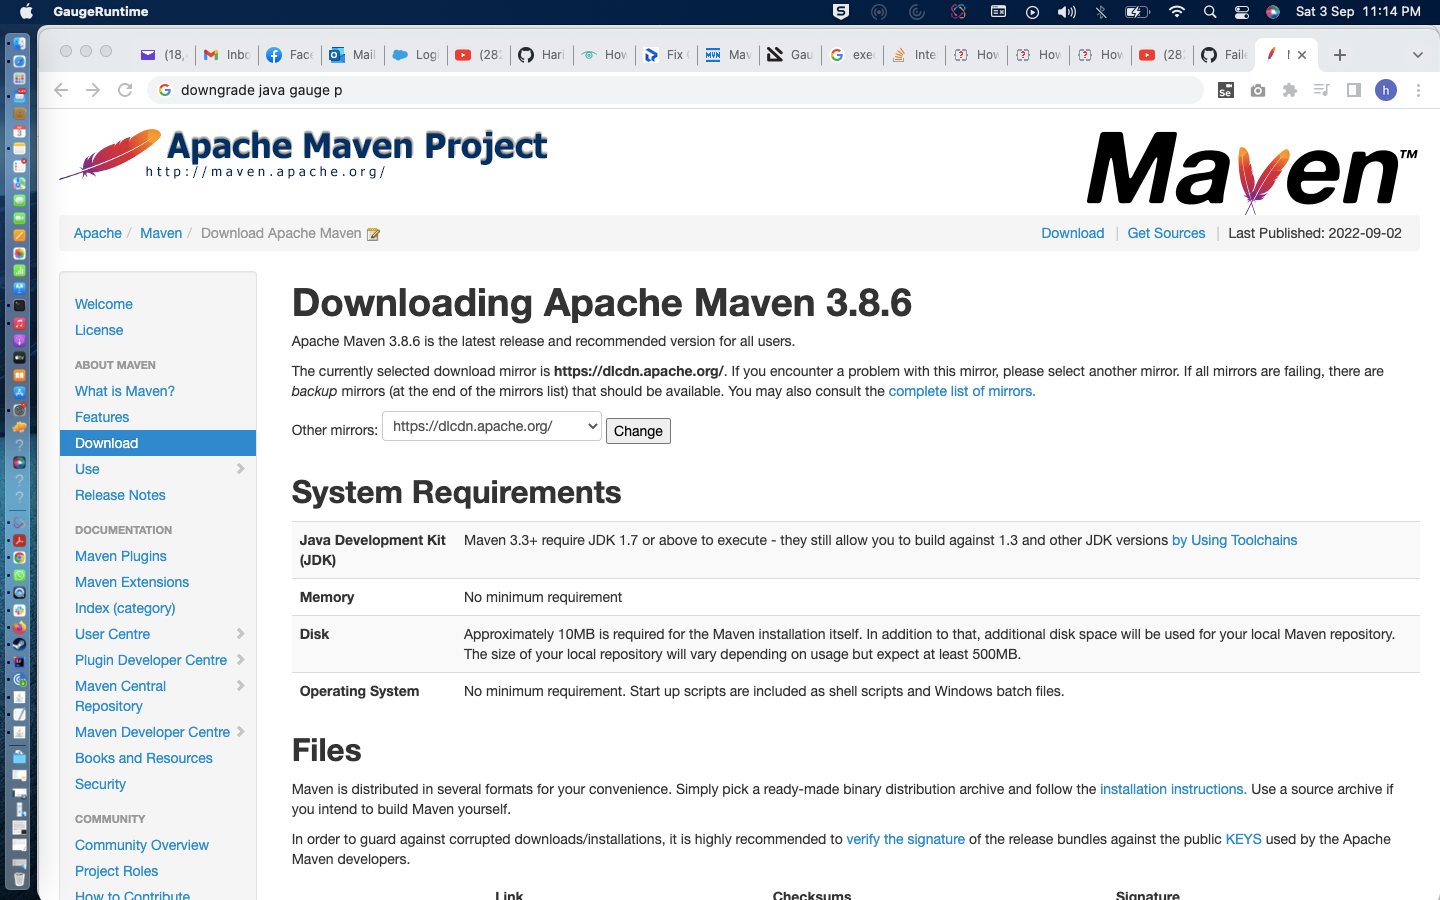 GaugeRuntime
Sat 3 Sep 11:14 PM
(18,
Inbc
Face
Mail
Logi
(282
Hari
How
Fix (
Mav
Gau
exe
Inte
How
How
How
(282
Faile
downgrade java gauge p
Se
h
Apache Maven Project
http://maven.apache.org/
Maven™
Apache / Maven / Download Apache Maven
Download | Get Sources | Last Published: 2022-09-02
Welcome
License
ABOUT MAVEN
What is Maven?
Features
Download
Use
Release Notes
DOCUMENTATION
Maven Plugins
Maven Extensions
Index (category)
User Centre
Plugin Developer Centre
Maven Central
Repository
Maven Developer Centre
Books and Resources
Security
COMMUNITY
Community Overview
Project Roles
How to Contribute
Downloading Apache Maven 3.8.6
Apache Maven 3.8.6 is the latest release and recommended version for all users.
The currently selected download mirror is https://dlcdn.apache.org/. If you encounter a problem with this mirror, please select another mirror. If all mirrors are failing, there are
backup mirrors (at the end of the mirrors list) that should be available. You may also consult the complete list of mirrors.
Other mirrors: https://dlcdn.apache.org/ Change
System Requirements
Java Development Kit Maven 3.3+ require JDK 1.7 or above to execute - they still allow you to build against 1.3 and other JDK versions by Using Toolchains
(JDK)
Memory No minimum requirement
Disk Approximately 10MB is required for the Maven installation itself. In addition to that, additional disk space will be used for your local Maven repository.
The size of your local repository will vary depending on usage but expect at least 500MB.
Operating System No minimum requirement. Start up scripts are included as shell scripts and Windows batch files.
Files
Maven is distributed in several formats for your convenience. Simply pick a ready-made binary distribution archive and follow the installation instructions. Use a source archive if
you intend to build Maven yourself.
In order to guard against corrupted downloads/installations, it is highly recommended to verify the signature of the release bundles against the public KEYS used by the Apache
Maven developers.
Link Checksums Signature